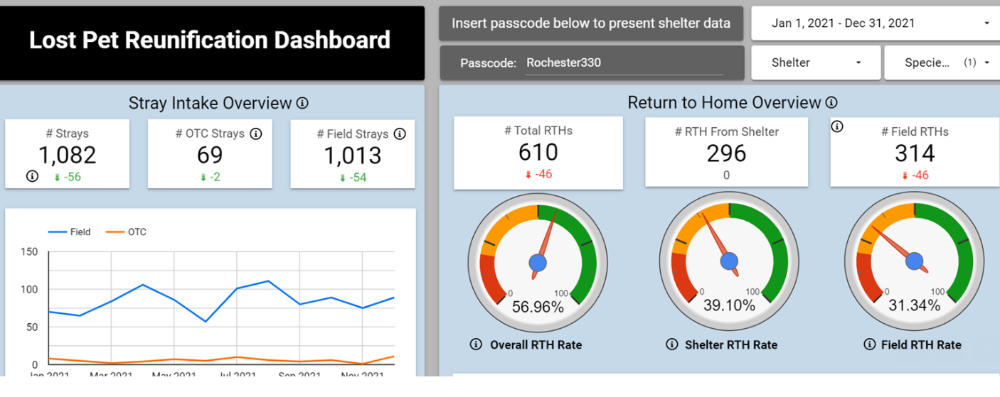 Lost Pet Reunification Dashboard
Insert passcode below to present shelter data
Jan 1, 2021 - Dec 31, 2021
Passcode: Rochester330
Shelter
Specie... (1)
Stray Intake Overview
# Strays
1,082
-56
# OTC Strays
69
-2
# Field Strays
1,013
-54
Field OTC
150
100
50
0
Jan 2021 Mar 2021 May 2021 Jul 2021 Sep 2021 Nov 2021
Return to Home Overview
# Total RTHs
610
-46
# RTH From Shelter
296
0
# Field RTHs
314
-46
0 100
56.96%
Overall RTH Rate
0 100
39.10%
Shelter RTH Rate
0 100
31.34%
Field RTH Rate